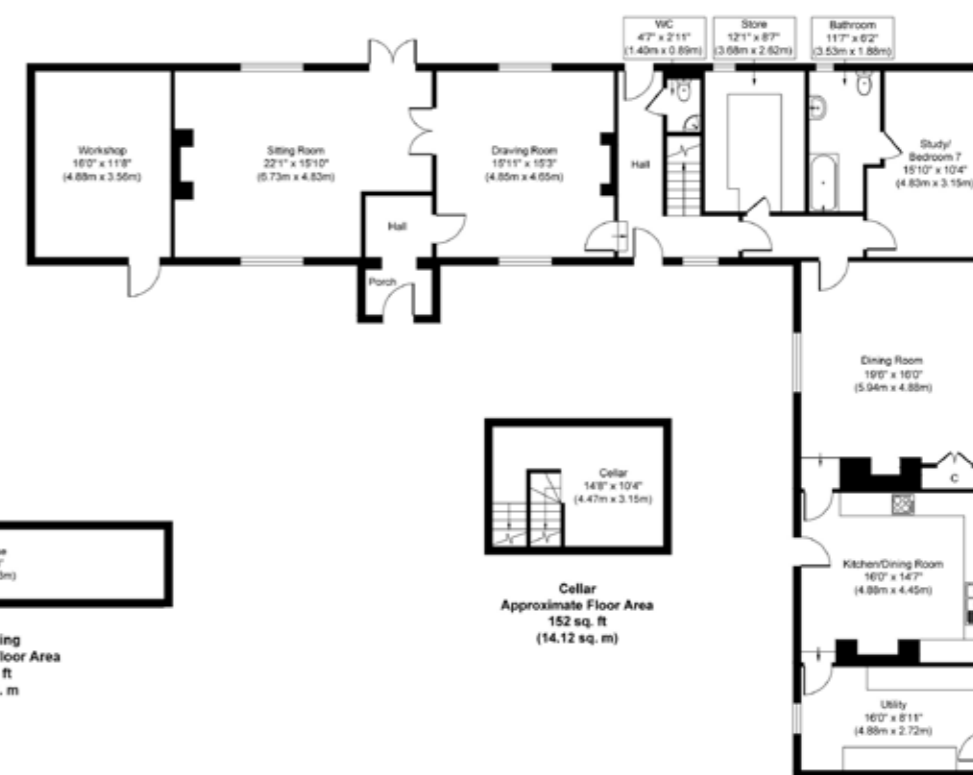 WC
4'7" x 2'11"
(1.40m x 0.89m)
Store
12'1" x 8'7"
(3.68m x 2.62m)
Bathroom
11'7" x 6'2"
(3.53m x 1.88m)
Workshop
16'0" x 11'8"
(4.88m x 3.56m)
Sitting Room
22'1" x 15'10"
(6.73m x 4.83m)
Drawing Room
15'11" x 15'3"
(4.85m x 4.65m)
Hall
Study/
Bedroom 7
15'10" x 10'4"
(4.83m x 3.15m)
Hall
Porch
Dining Room
19'6" x 16'0"
(5.94m x 4.88m)
C
Cellar
14'8" x 10'4"
(4.47m x 3.15m)
Kitchen/Dining Room
16'0" x 14'7"
(4.88m x 4.45m)
Cellar
Approximate Floor Area
152 sq. ft
(14.12 sq. m)
ing
loor Area
ft
. m
Utility
16'0" x 8'11"
(4.88m x 2.72m)